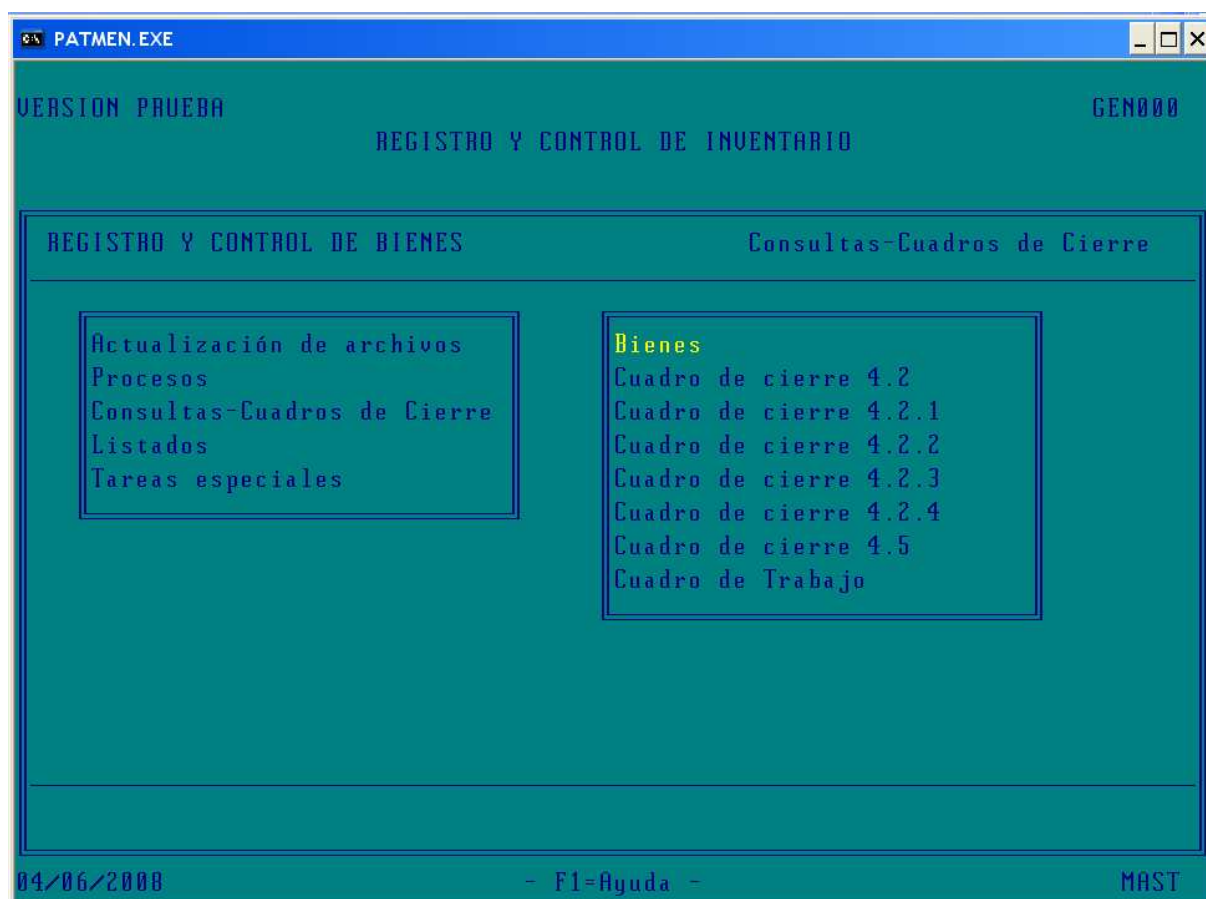 PATMEN.EXE
VERSION PRUEBA GEN000
REGISTRO Y CONTROL DE INVENTARIO
REGISTRO Y CONTROL DE BIENES Consultas-Cuadros de Cierre
Actualización de archivos
Procesos
Consultas-Cuadros de Cierre
Listados
Tareas especiales
Bienes
Cuadro de cierre 4.2
Cuadro de cierre 4.2.1
Cuadro de cierre 4.2.2
Cuadro de cierre 4.2.3
Cuadro de cierre 4.2.4
Cuadro de cierre 4.5
Cuadro de Trabajo
04/06/2008 - F1=Ayuda - MAST